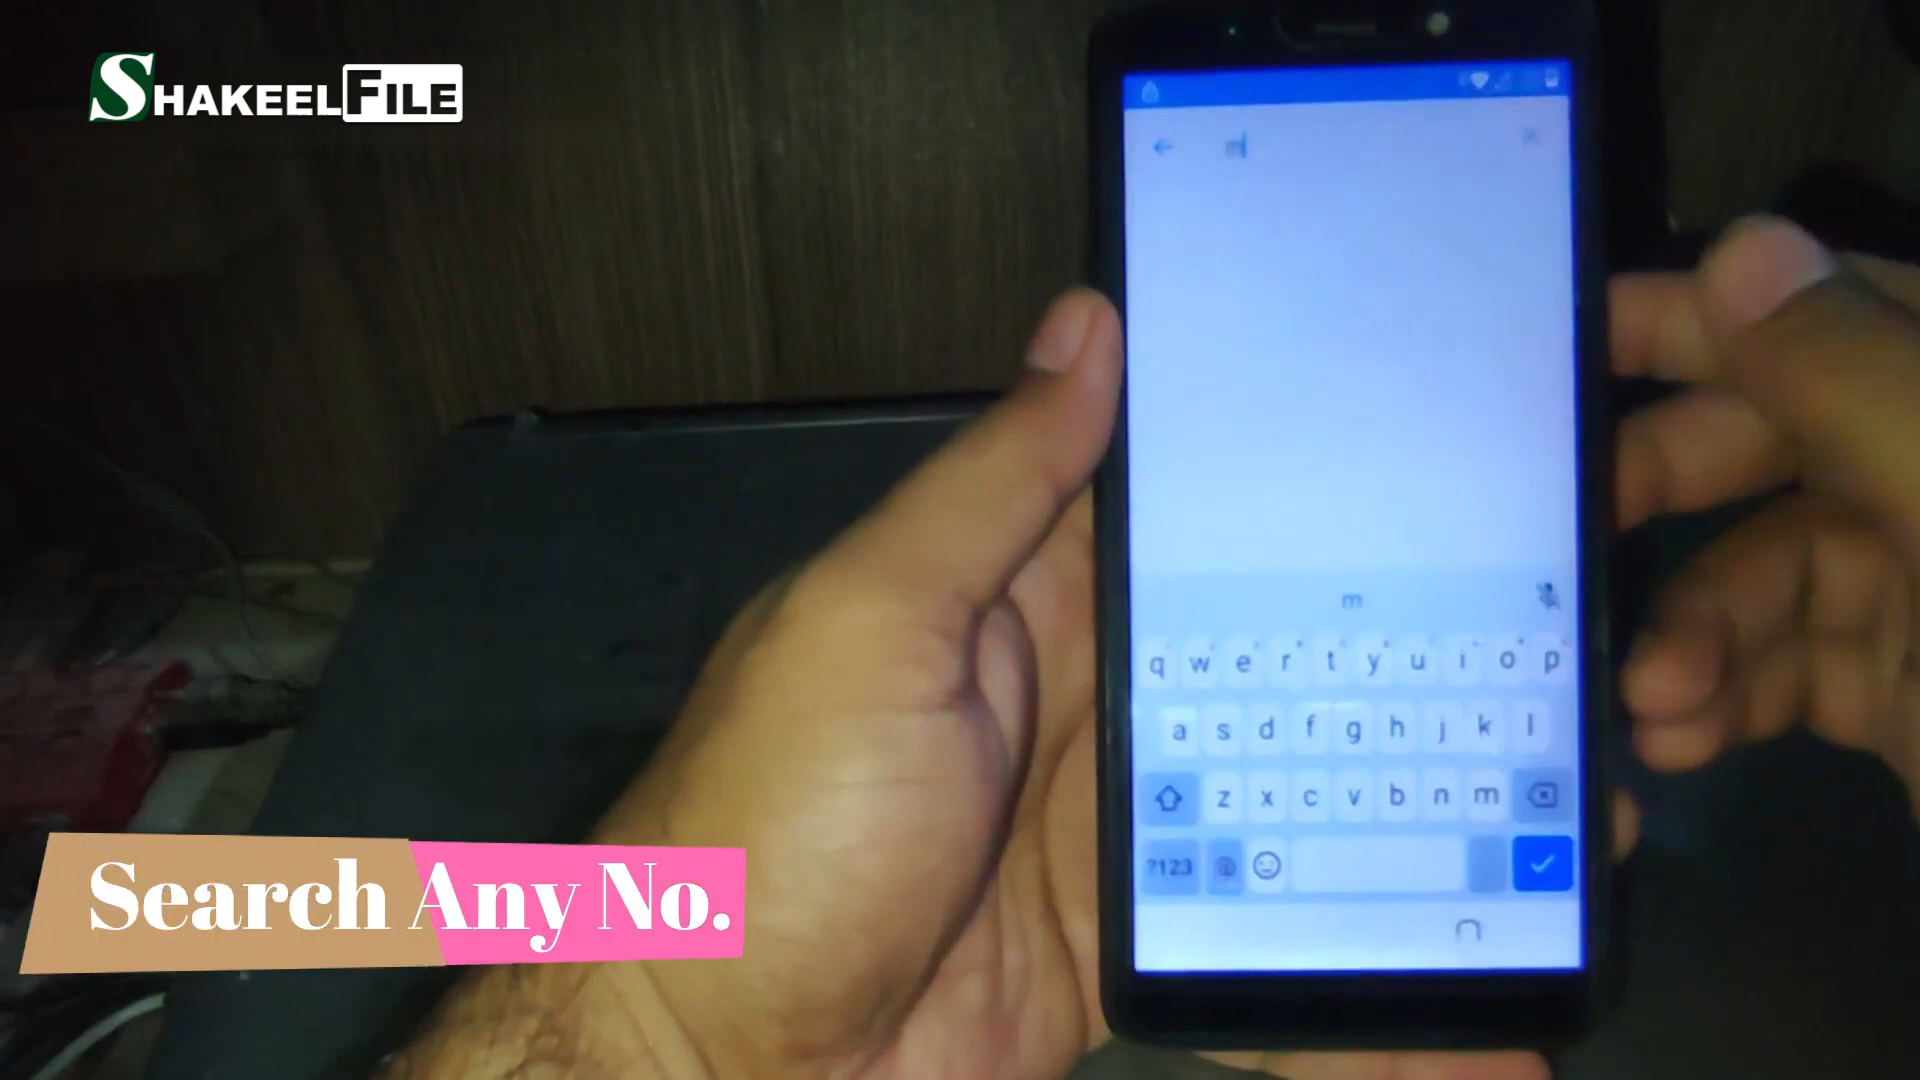 SHAKEELFILE
m
m
q w e r t y u i o p
a s d f g h j k l
z x c v b n m
?123 @
Search Any No.